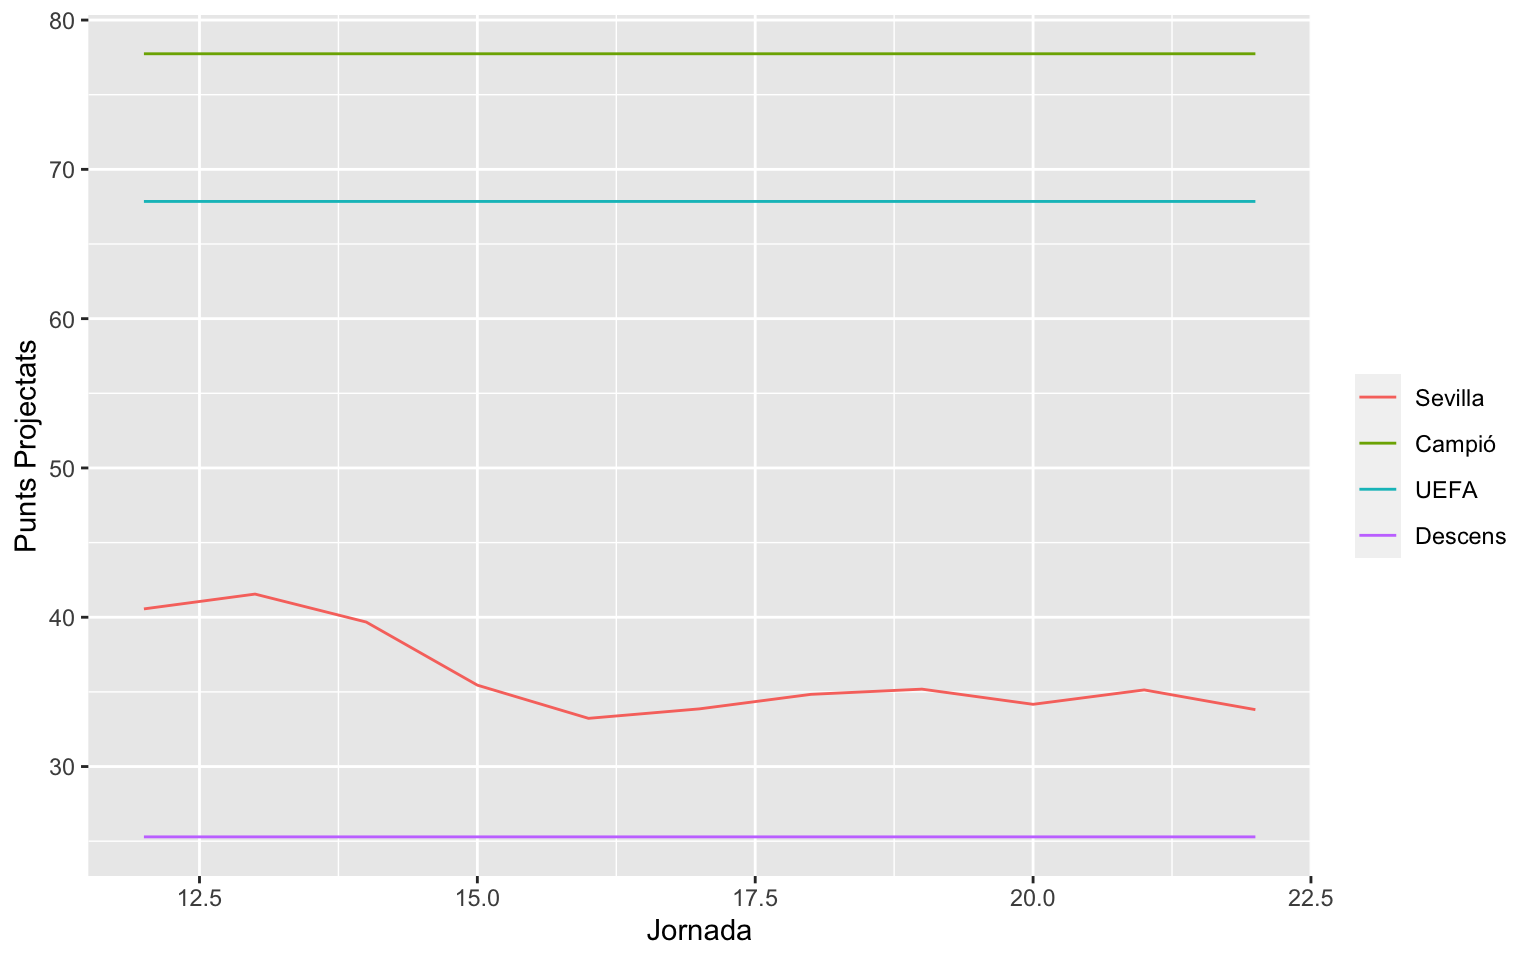 80
70
60
50
40
30
Punts Projectats
12.5 15.0 17.5 20.0 22.5
Jornada
Sevilla
Campió
UEFA
Descens